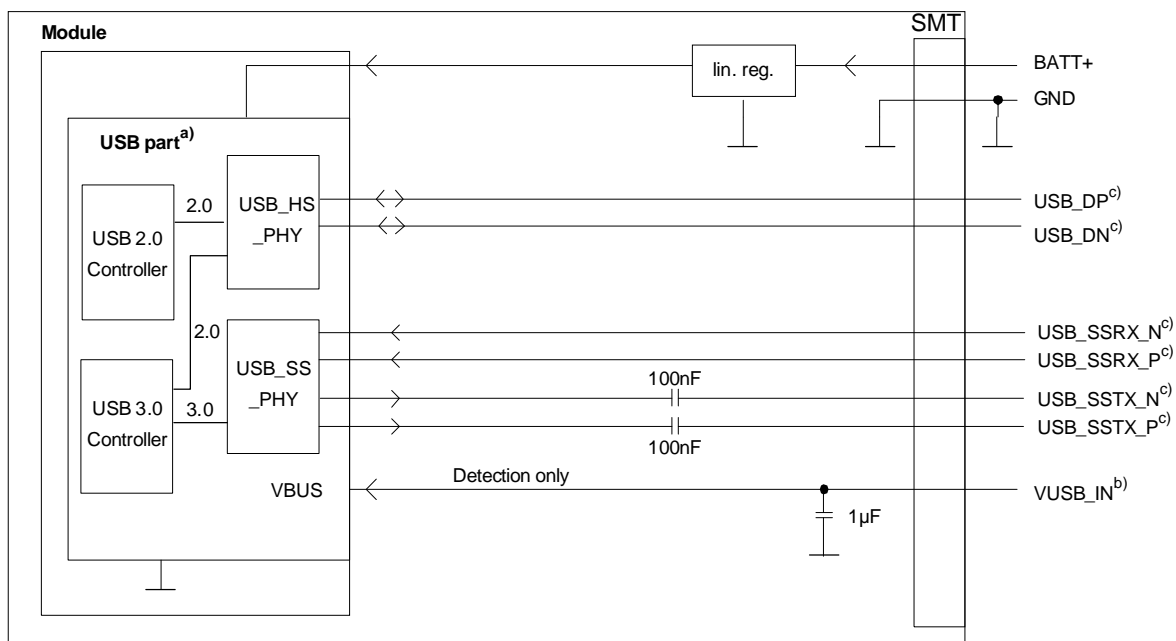 Module
SMT
lin. reg.
BATT+
GND
USB part a)
USB 2.0
Controller
2.0
USB_HS
_PHY
USB_DP c)
USB_DN c)
2.0
USB 3.0
Controller
3.0
USB_SS
_PHY
USB_SSRX_N c)
USB_SSRX_P c)
100nF
USB_SSTX_N c)
100nF
USB_SSTX_P c)
VBUS
Detection only
VUSB_IN b)
1µF